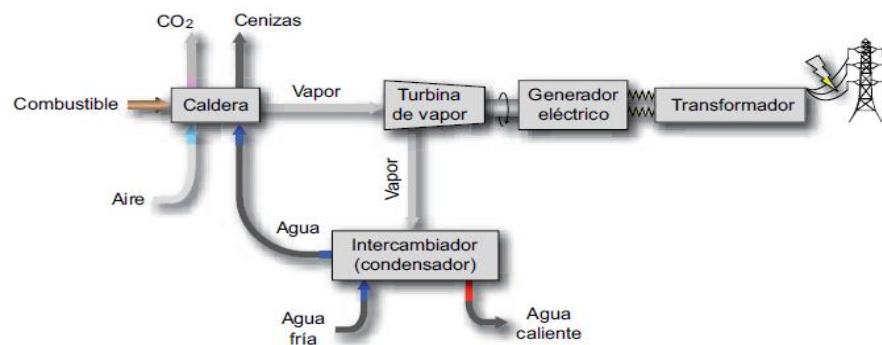 CO₂
Cenizas
Combustible
Caldera
Vapor
Turbina
de vapor
Generador
eléctrico
Transformador
Aire
Vapor
Agua
Intercambiador
(condensador)
Agua
fría
Agua
caliente